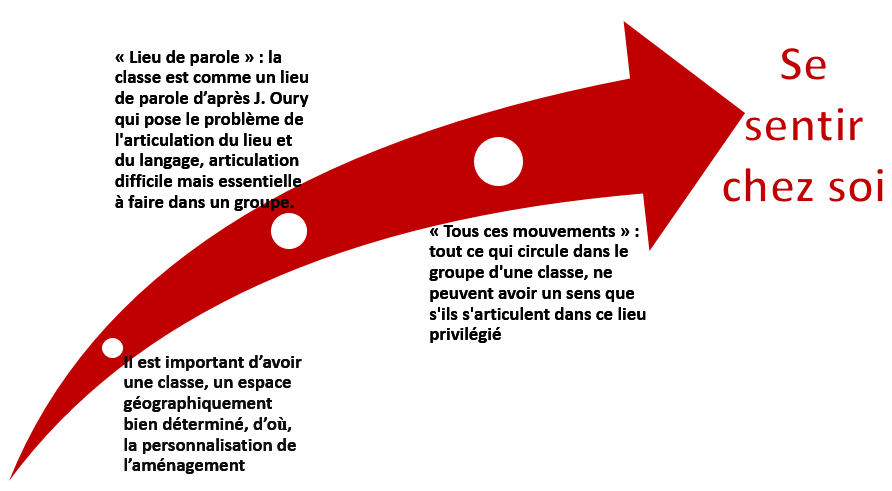 « Lieu de parole » : la
classe est comme un lieu
de parole d’après J. Oury
qui pose le problème de
l'articulation du lieu et
du langage, articulation
difficile mais essentielle
à faire dans un groupe.
Se
sentir
chez soi
« Tous ces mouvements » :
tout ce qui circule dans le
groupe d'une classe, ne
peuvent avoir un sens que
s'ils s'articulent dans ce lieu
privilégié
Il est important d’avoir
une classe, un espace
géographiquement
bien déterminé, d’où,
la personnalisation de
l’aménagement